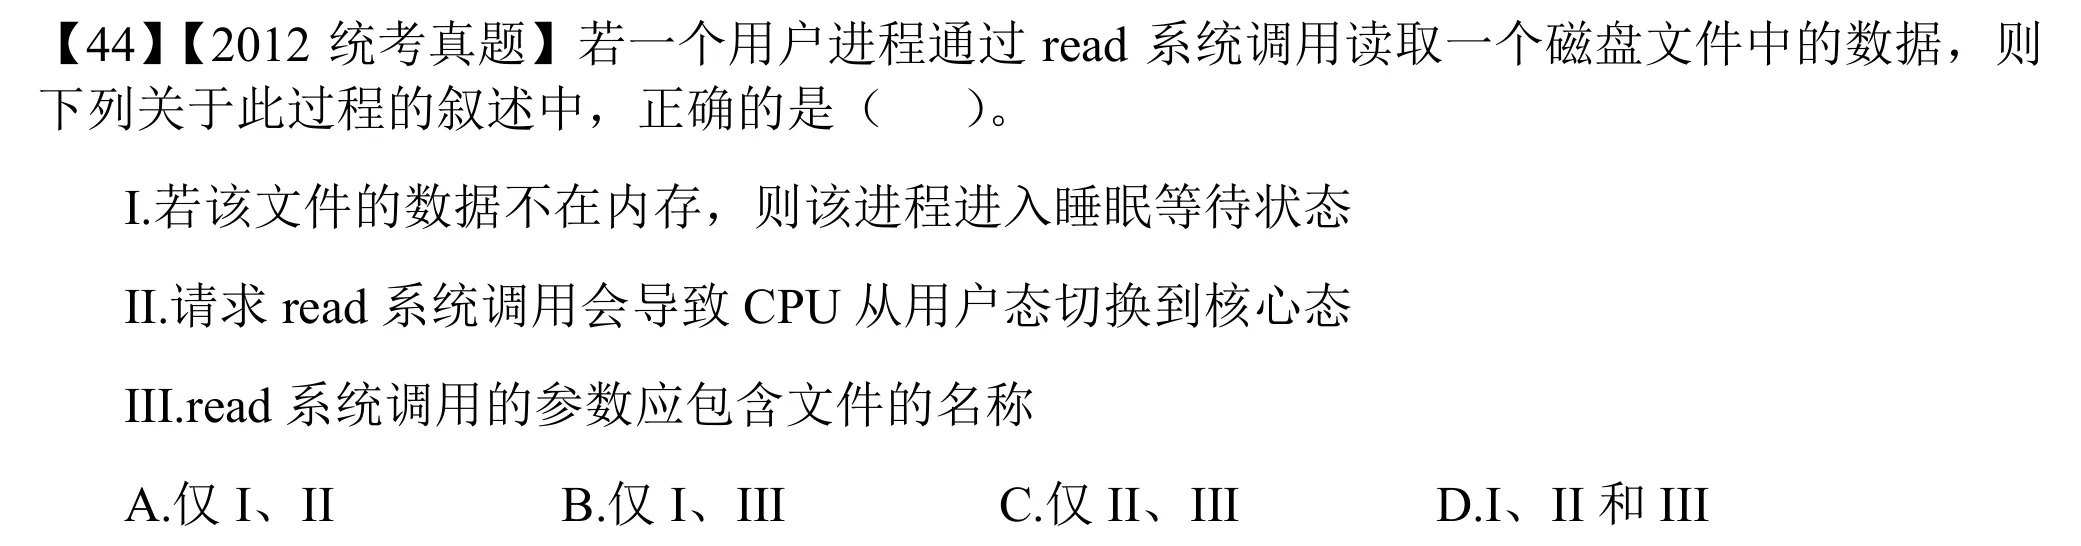 【44】【2012 统考真题】若一个用户进程通过 read 系统调用读取一个磁盘文件中的数据，则
下列关于此过程的叙述中，正确的是（　　）。
I.若该文件的数据不在内存，则该进程进入睡眠等待状态
II.请求 read 系统调用会导致 CPU 从用户态切换到核心态
III.read 系统调用的参数应包含文件的名称
A.仅 I、II　　B.仅 I、III　　C.仅 II、III　　D.I、II 和 III